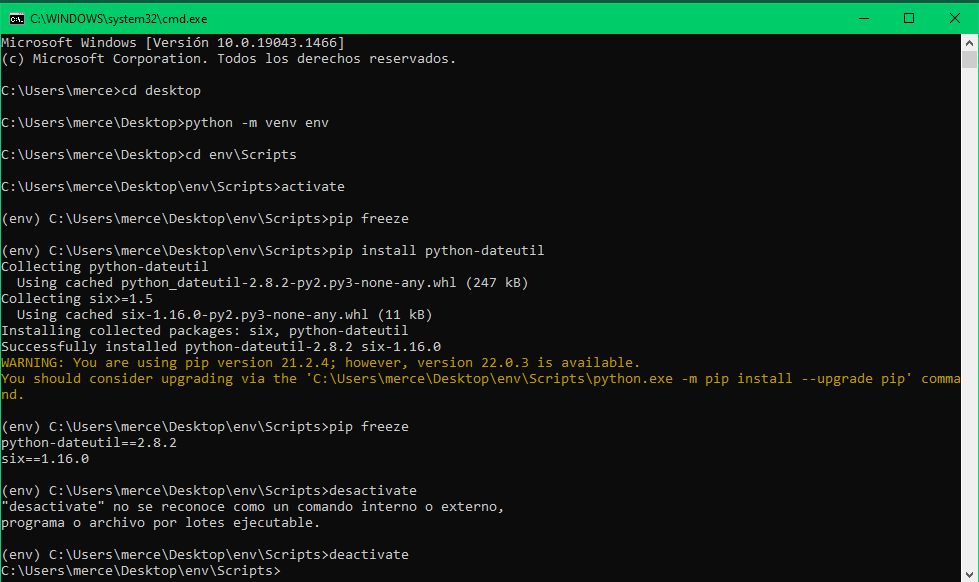 C:\WINDOWS\system32\cmd.exe
Microsoft Windows [Versión 10.0.19043.1466]
(c) Microsoft Corporation. Todos los derechos reservados.
C:\Users\merce>cd desktop
C:\Users\merce\Desktop>python -m venv env
C:\Users\merce\Desktop>cd env\Scripts
C:\Users\merce\Desktop\env\Scripts>activate
(env) C:\Users\merce\Desktop\env\Scripts>pip freeze
(env) C:\Users\merce\Desktop\env\Scripts>pip install python-dateutil
Collecting python-dateutil
  Using cached python_dateutil-2.8.2-py2.py3-none-any.whl (247 kB)
Collecting six>=1.5
  Using cached six-1.16.0-py2.py3-none-any.whl (11 kB)
Installing collected packages: six, python-dateutil
Successfully installed python-dateutil-2.8.2 six-1.16.0
WARNING: You are using pip version 21.2.4; however, version 22.0.3 is available.
You should consider upgrading via the 'C:\Users\merce\Desktop\env\Scripts\python.exe -m pip install --upgrade pip' comma
nd.
(env) C:\Users\merce\Desktop\env\Scripts>pip freeze
python-dateutil==2.8.2
six==1.16.0
(env) C:\Users\merce\Desktop\env\Scripts>desactivate
"desactivate" no se reconoce como un comando interno o externo,
programa o archivo por lotes ejecutable.
(env) C:\Users\merce\Desktop\env\Scripts>deactivate
C:\Users\merce\Desktop\env\Scripts>